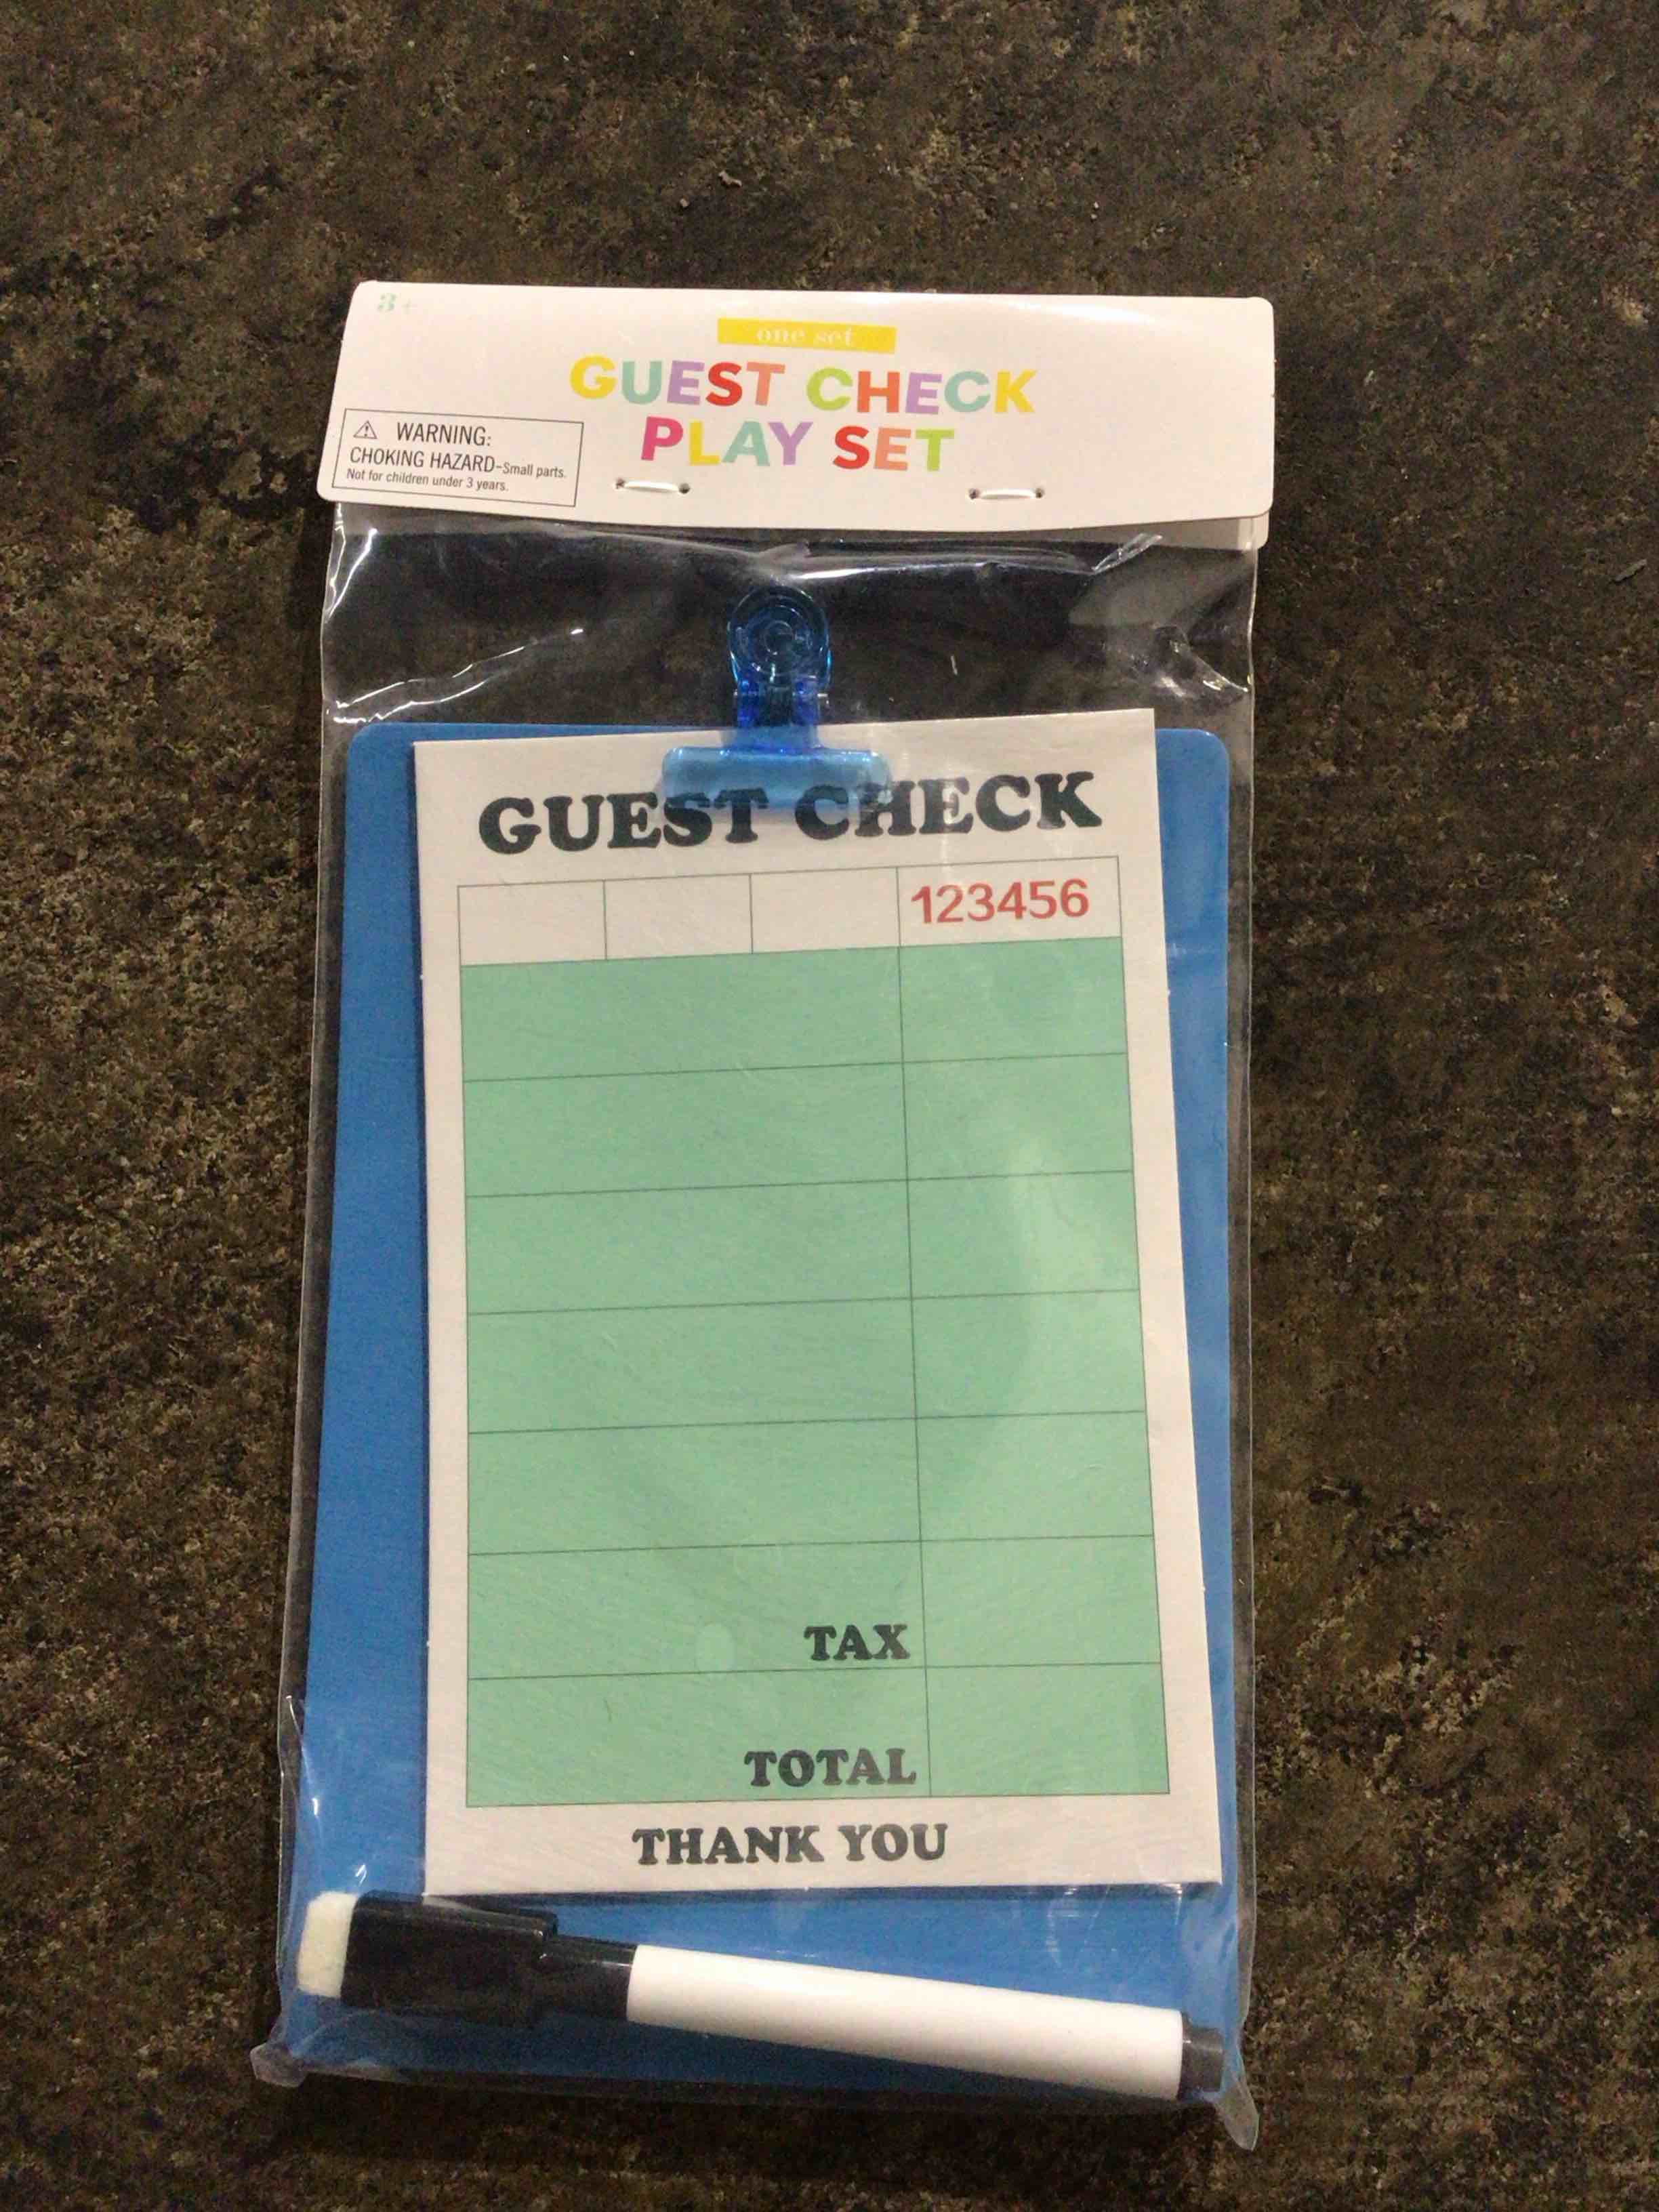 3+
one set
GUEST CHECK
PLAY SET
WARNING:
CHOKING HAZARD-Small parts.
Not for children under 3 years.
GUEST CHECK
123456
TAX
TOTAL
THANK YOU